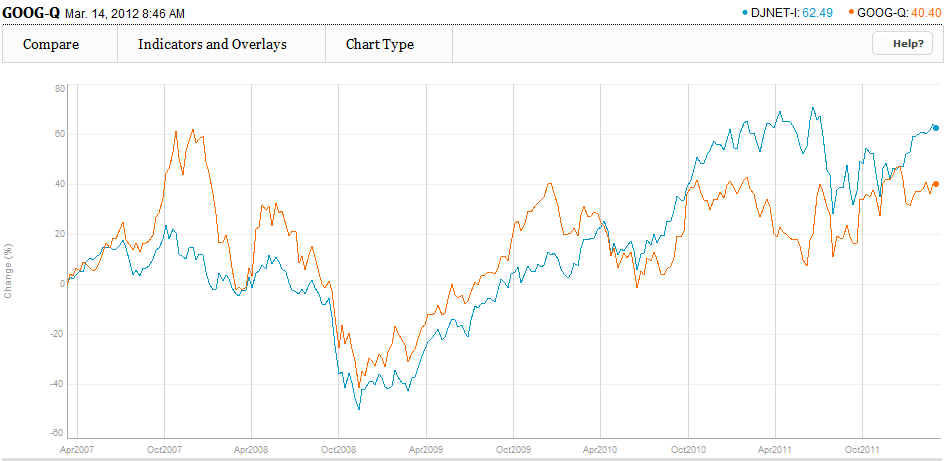 GOOG-Q Mar. 14, 2012 8:46 AM
DJNET-I: 62.49 GOOG-Q: 40.40
Compare Indicators and Overlays Chart Type Help?
80
60
40
20
0
-20
-40
-60
Change (%)
Apr2007 Oct2007 Apr2008 Oct2008 Apr2009 Oct2009 Apr2010 Oct2010 Apr2011 Oct2011